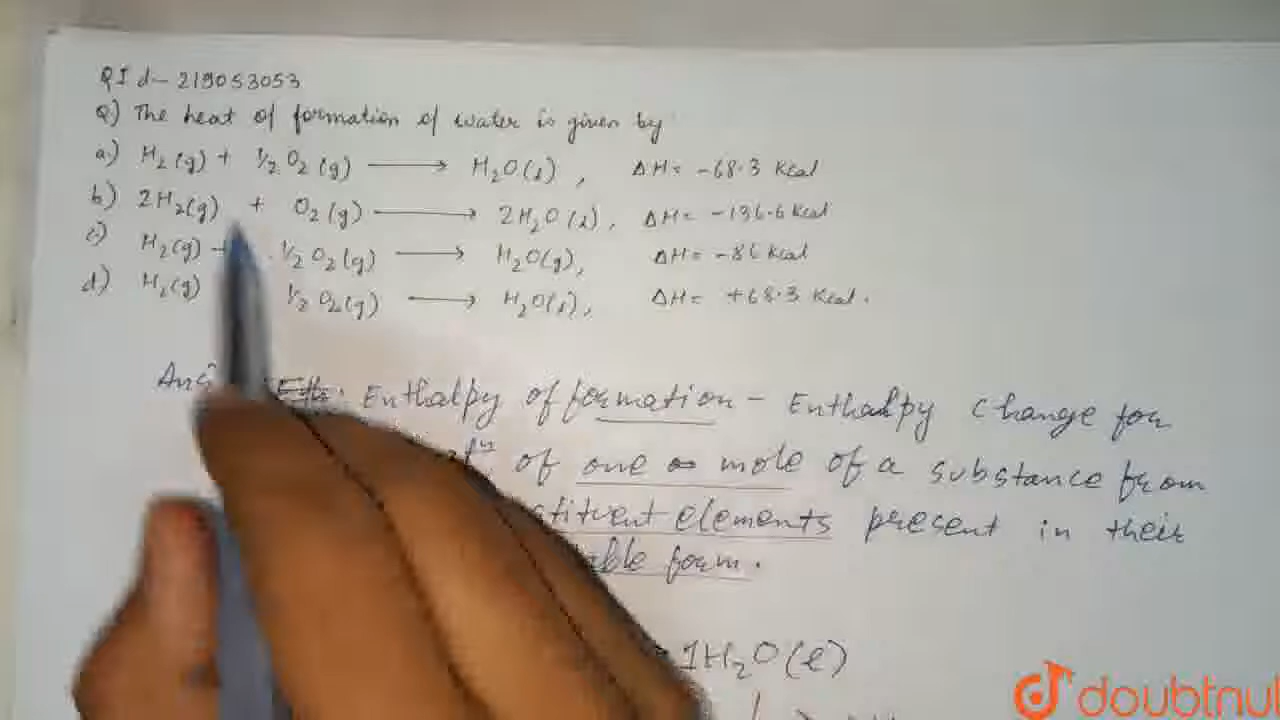 QId-219053053
Q) The heat of formation of water is given by
a) H₂(g) + 1/2 O₂(g) ⟶ H₂O(l), ΔH= -68.3 Kcal
b) 2H₂(g) + O₂(g) ⟶ 2H₂O(l), ΔH= -136.6 Kcal
c) H₂(g) + 1/2 O₂(g) ⟶ H₂O(g), ΔH= -86 Kcal
d) H₂(g) 1/2 O₂(g) ⟶ H₂O(l), ΔH= +68.3 Kcal.
Enthalpy of formation - Enthalpy change for
of one mole of a substance from
elements present in their
form.
1H₂O(l)
doubtnut